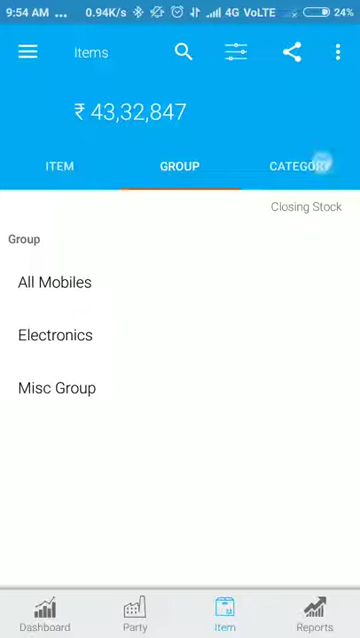 9:54 AM ... 0.94K/s 4G VoLTE 24%
Items
₹ 43,32,847
ITEM GROUP CATEGORY
Closing Stock
Group
All Mobiles
Electronics
Misc Group
Dashboard Party Item Reports